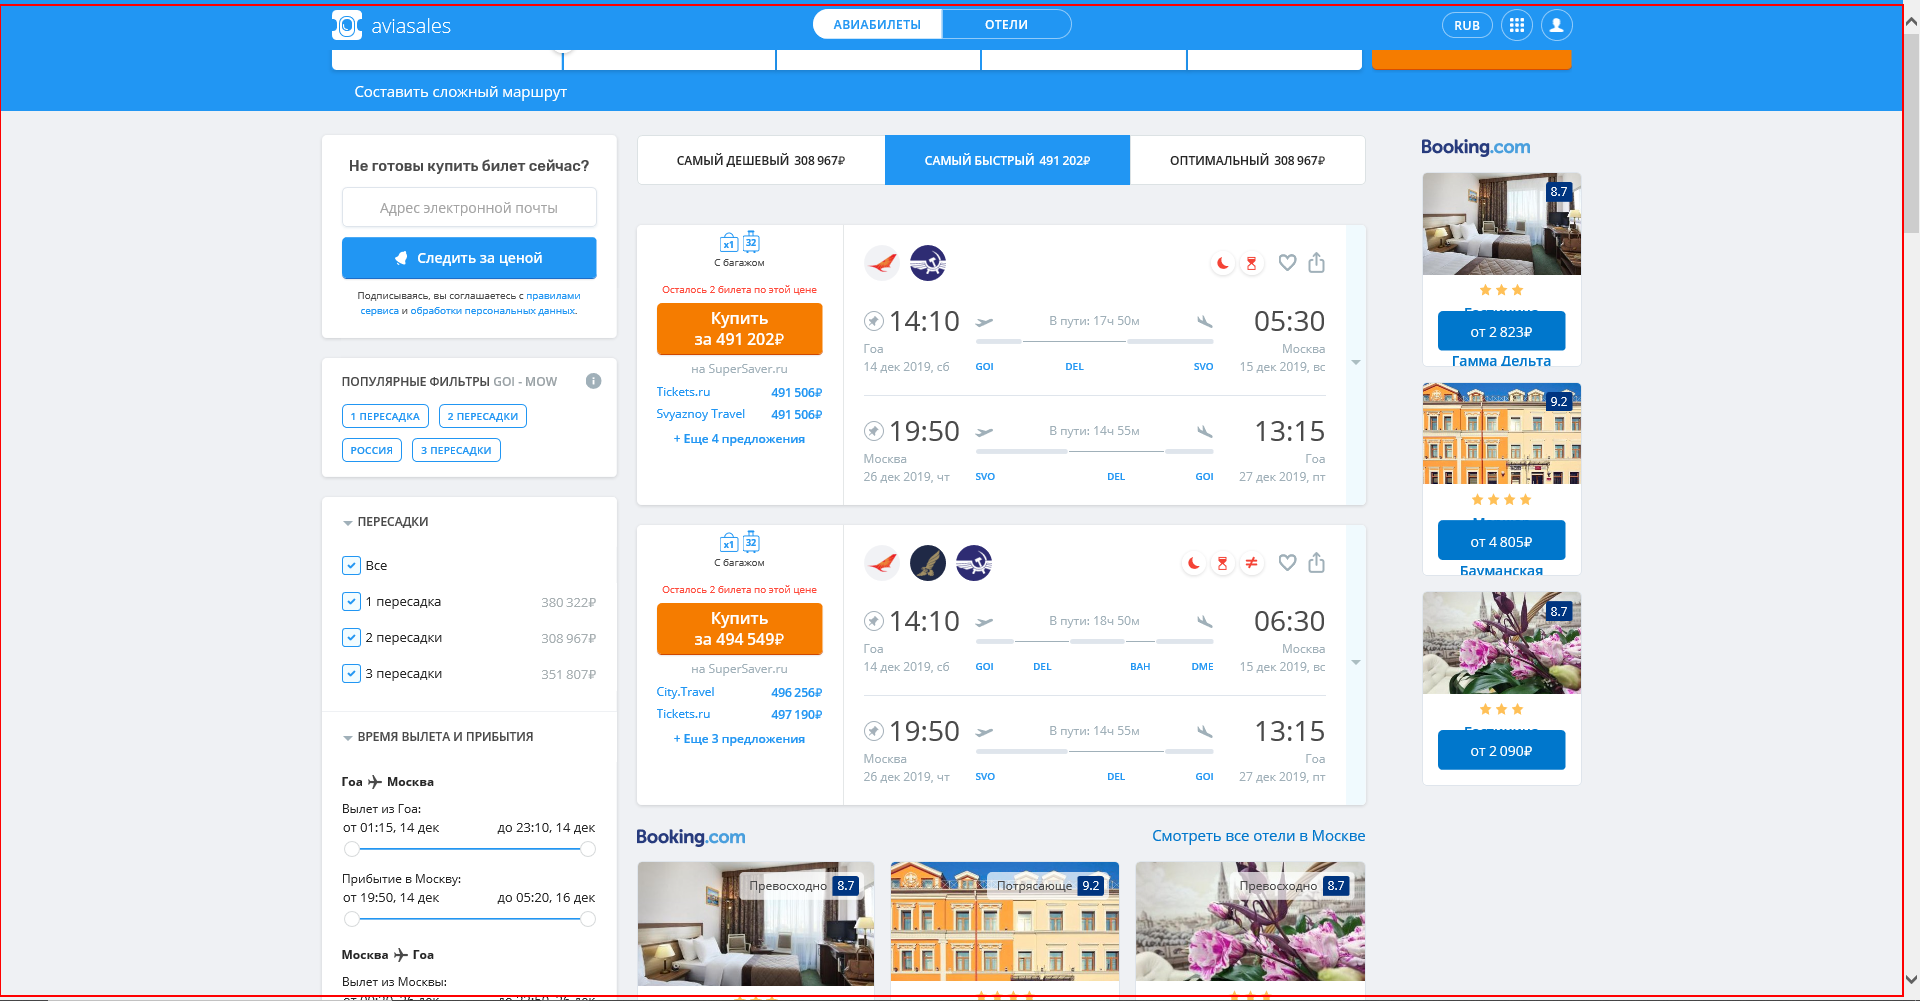 aviasales
АВИАБИЛЕТЫ
ОТЕЛИ
RUB
Составить сложный маршрут
Не готовы купить билет сейчас?
Адрес электронной почты
Следить за ценой
Подписываясь, вы соглашаетесь с правилами
сервиса и обработки персональных данных.
ПОПУЛЯРНЫЕ ФИЛЬТРЫ GOI - MOW
1 ПЕРЕСАДКА
2 ПЕРЕСАДКИ
РОССИЯ
3 ПЕРЕСАДКИ
ПЕРЕСАДКИ
Все
1 пересадка 380 322₽
2 пересадки 308 967₽
3 пересадки 351 807₽
ВРЕМЯ ВЫЛЕТА И ПРИБЫТИЯ
Гоа Москва
Вылет из Гоа:
от 01:15, 14 дек до 23:10, 14 дек
Прибытие в Москву:
от 19:50, 14 дек до 05:20, 16 дек
Москва Гоа
Вылет из Москвы:
САМЫЙ ДЕШЕВЫЙ 308 967₽
САМЫЙ БЫСТРЫЙ 491 202₽
ОПТИМАЛЬНЫЙ 308 967₽
x1 32
С багажом
Осталось 2 билета по этой цене
Купить
за 491 202₽
на SuperSaver.ru
Tickets.ru 491 506₽
Svyaznoy Travel 491 506₽
+ Еще 4 предложения
14:10 В пути: 17ч 50м 05:30
Гоа Москва
14 дек 2019, сб GOI DEL SVO 15 дек 2019, вс
19:50 В пути: 14ч 55м 13:15
Москва Гоа
26 дек 2019, чт SVO DEL GOI 27 дек 2019, пт
x1 32
С багажом
Осталось 2 билета по этой цене
Купить
за 494 549₽
на SuperSaver.ru
City.Travel 496 256₽
Tickets.ru 497 190₽
+ Еще 3 предложения
14:10 В пути: 18ч 50м 06:30
Гоа Москва
14 дек 2019, сб GOI DEL BAH DME 15 дек 2019, вс
19:50 В пути: 14ч 55м 13:15
Москва Гоа
26 дек 2019, чт SVO DEL GOI 27 дек 2019, пт
Booking.com
Смотреть все отели в Москве
Превосходно 8.7
Потрясающе 9.2
Превосходно 8.7
Booking.com
8.7
от 2 823₽
Гамма Дельта
9.2
от 4 805₽
Бауманская
8.7
от 2 090₽